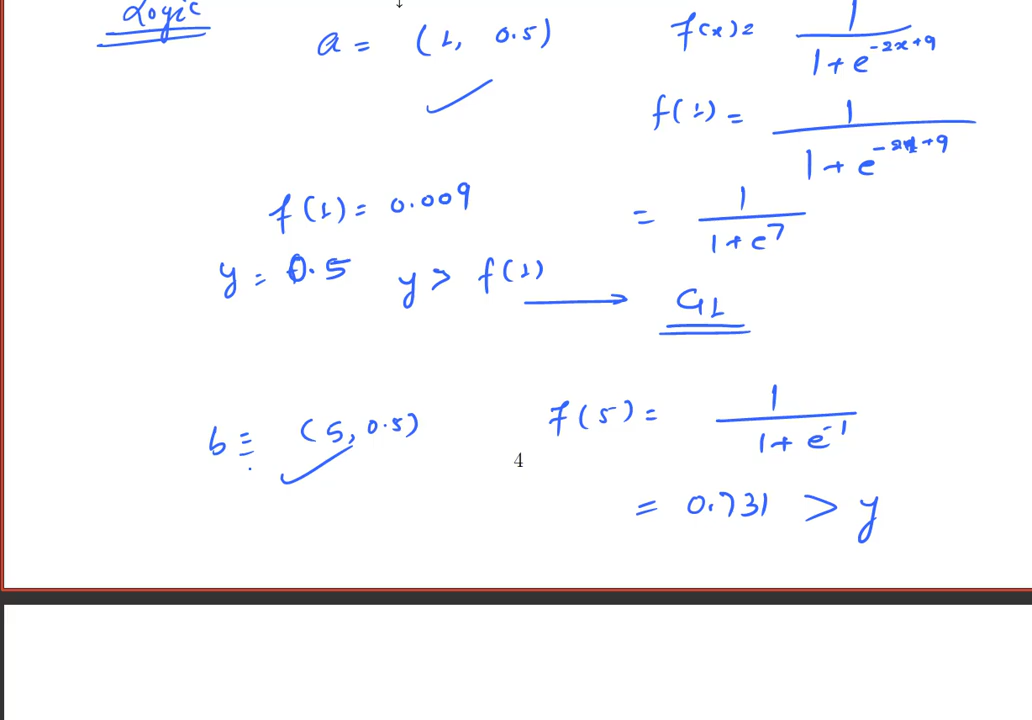 Logic
a = (1, 0.5)
f(x) = 1 / 1+e^-2x+9
f(1) = 1 / 1+e^-2x1+9
f(1) = 0.009
= 1 / 1+e^7
y = 0.5 y > f(1) → G1
b ≡ (5, 0.5)
f(5) = 1 / 1+e^-1
4
= 0.731 > y